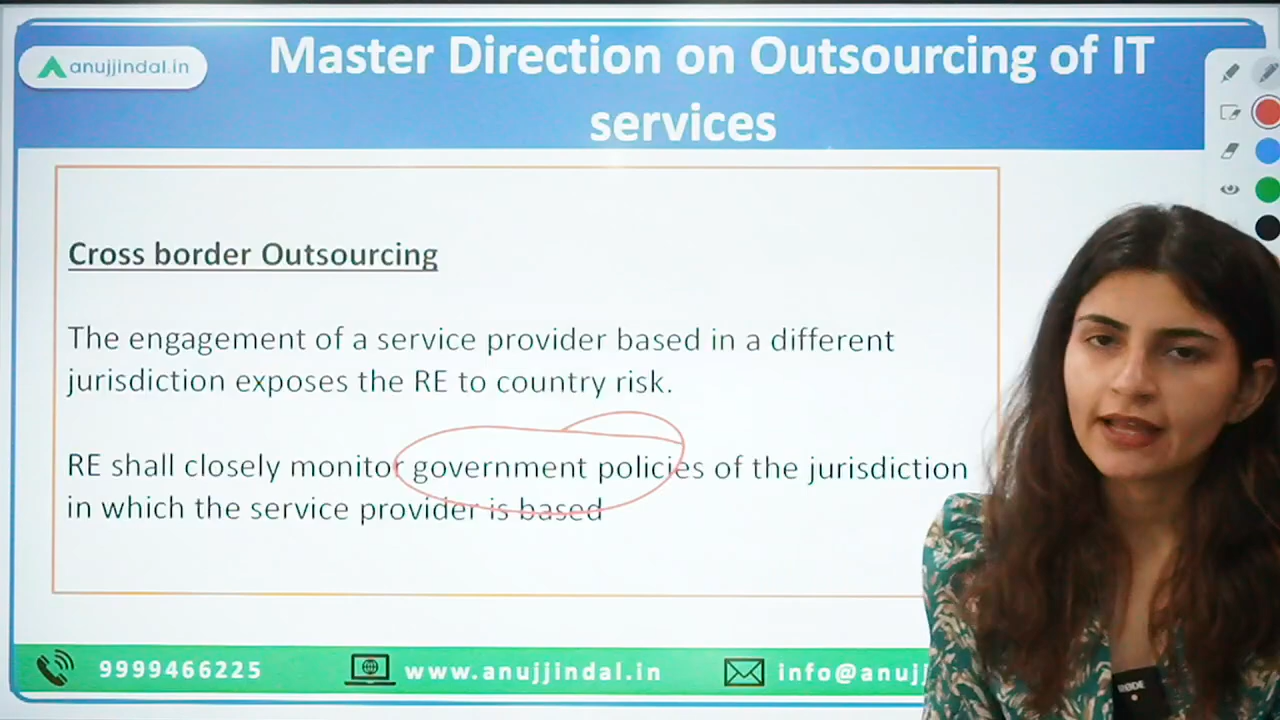 anujjindal.in
Master Direction on Outsourcing of IT
services
Cross border Outsourcing
The engagement of a service provider based in a different
jurisdiction exposes the RE to country risk.
RE shall closely monitor government policies of the jurisdiction
in which the service provider is based
9999466225
www.anujjindal.in
info@anujj
RØDE